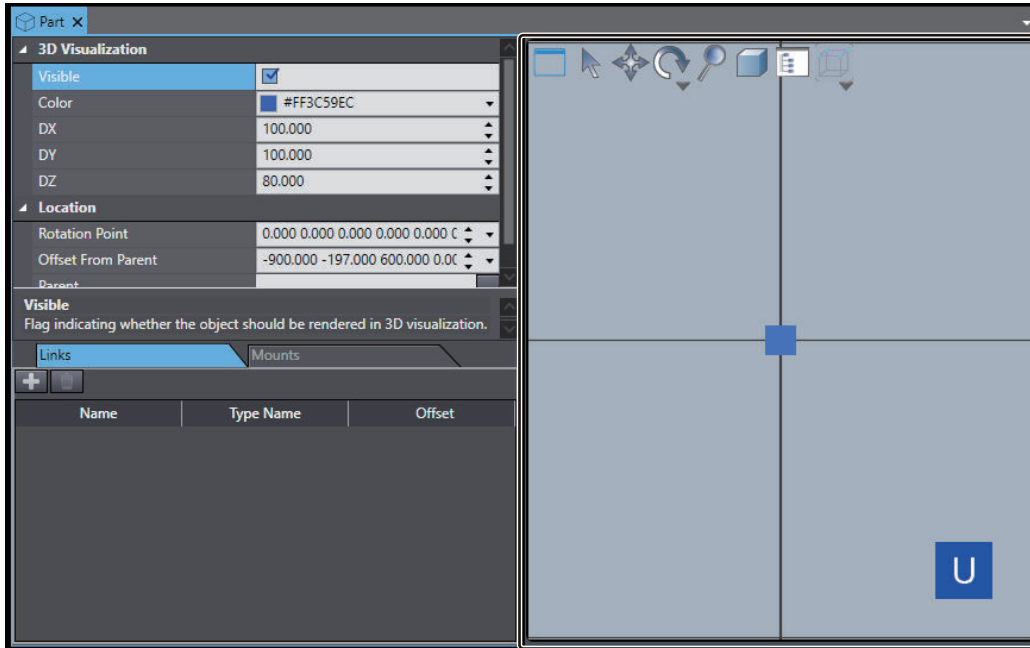 Part
3D Visualization
Visible
Color #FF3C59EC
DX 100.000
DY 100.000
DZ 80.000
Location
Rotation Point 0.000 0.000 0.000 0.000 0.000
Offset From Parent -900.000 -197.000 600.000
Parent
Visible
Flag indicating whether the object should be rendered in 3D visualization.
Links Mounts
Name Type Name Offset
U